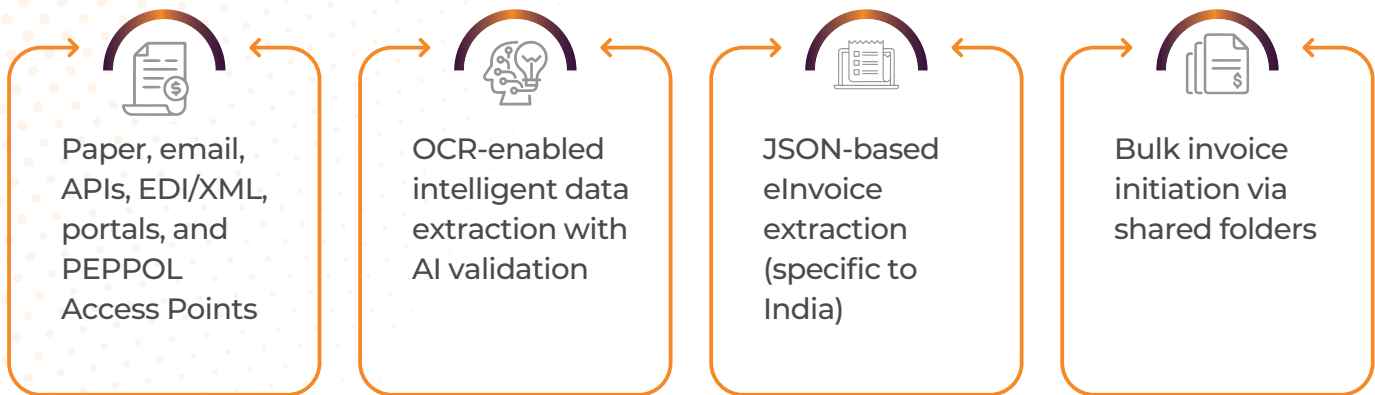 Paper, email,
APIs, EDI/XML,
portals, and
PEPPOL
Access Points
OCR-enabled
intelligent data
extraction with
AI validation
JSON-based
eInvoice
extraction
(specific to
India)
Bulk invoice
initiation via
shared folders